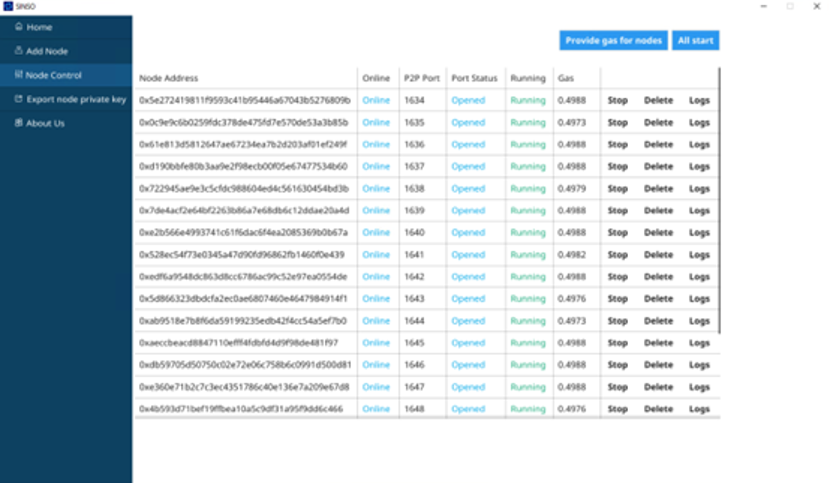 SINSO
Home
Add Node
Node Control
Export node private key
About Us
Provide gas for nodes All start
Node Address Online P2P Port Port Status Running Gas
0x5e272419811f9593c41b95446a67043b5276809b Online 1634 Opened Running 0.4988 Stop Delete Logs
0x0c9e9c6b0259fdc378de475fd7e570de53a3b85b Online 1635 Opened Running 0.4973 Stop Delete Logs
0x61e813d5812647ae67234ea7b2d203af01ef249f Online 1636 Opened Running 0.4988 Stop Delete Logs
0xd190bbfe80b3aa9e2f98ecb00f05e67477534b60 Online 1637 Opened Running 0.4988 Stop Delete Logs
0x722945ae9e3c5cfdc988604ed4c561630454bd3b Online 1638 Opened Running 0.4979 Stop Delete Logs
0x7de4acf2e64bf2263b86a7e68db6c12ddae20a4d Online 1639 Opened Running 0.4988 Stop Delete Logs
0xe2b566e4993741c61f6dac6f4ea2085369b0b67a Online 1640 Opened Running 0.4988 Stop Delete Logs
0x528ec54f73e0345a47d90fd96862fb1460f0e439 Online 1641 Opened Running 0.4982 Stop Delete Logs
0xedf6a9548dc863d8cc6786ac99c52e97ea0554de Online 1642 Opened Running 0.4988 Stop Delete Logs
0x5d866323dbdcfa2ec0ae6807460e4647984914f1 Online 1643 Opened Running 0.4976 Stop Delete Logs
0xab9518e7b8f6da59199235edb42f4cc54a5ef7b0 Online 1644 Opened Running 0.4973 Stop Delete Logs
0xaeccbeacd8847110efff4fdbfd4d9f98de481f97 Online 1645 Opened Running 0.4988 Stop Delete Logs
0xdb59705d50750c02e72e06c758b6c0991d500d81 Online 1646 Opened Running 0.4988 Stop Delete Logs
0xe360e71b2c7c3ec4351786c40e136e7a209e67d8 Online 1647 Opened Running 0.4988 Stop Delete Logs
0x4b593d71bef19ffbea10a5c9df31a95f9dd6c466 Online 1648 Opened Running 0.4976 Stop Delete Logs